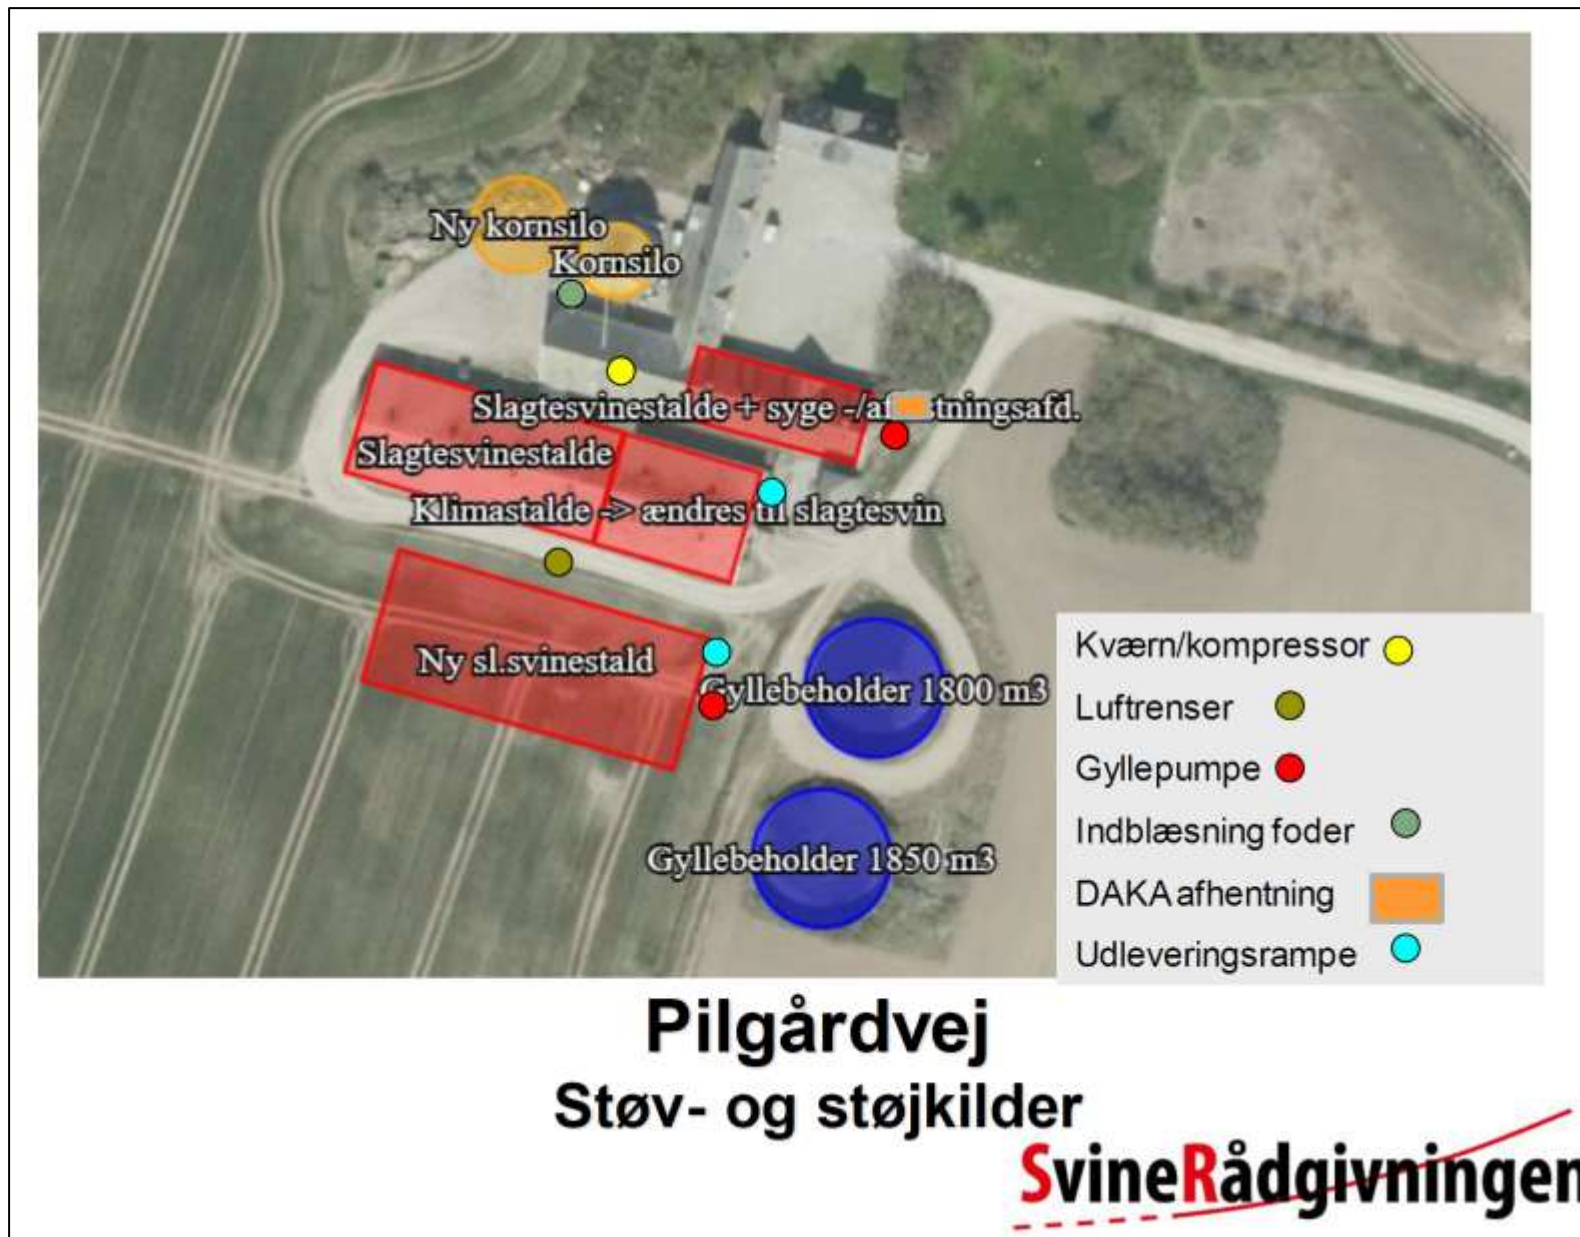 Ny kornsilo
Kornsilo
Slagtesvinestalde + syge -/af stningsafd.
Slagtesvinestalde
Klimastalde -> ændres til slagtesvin
Ny sl.svinestald
Gyllebeholder 1800 m3
Gyllebeholder 1850 m3
Kværn/kompressor
Luftrenser
Gyllepumpe
Indblæsning foder
DAKA afhentning
Udleveringsrampe
Pilgårdvej
Støv- og støjkilder
SvineRådgivningen